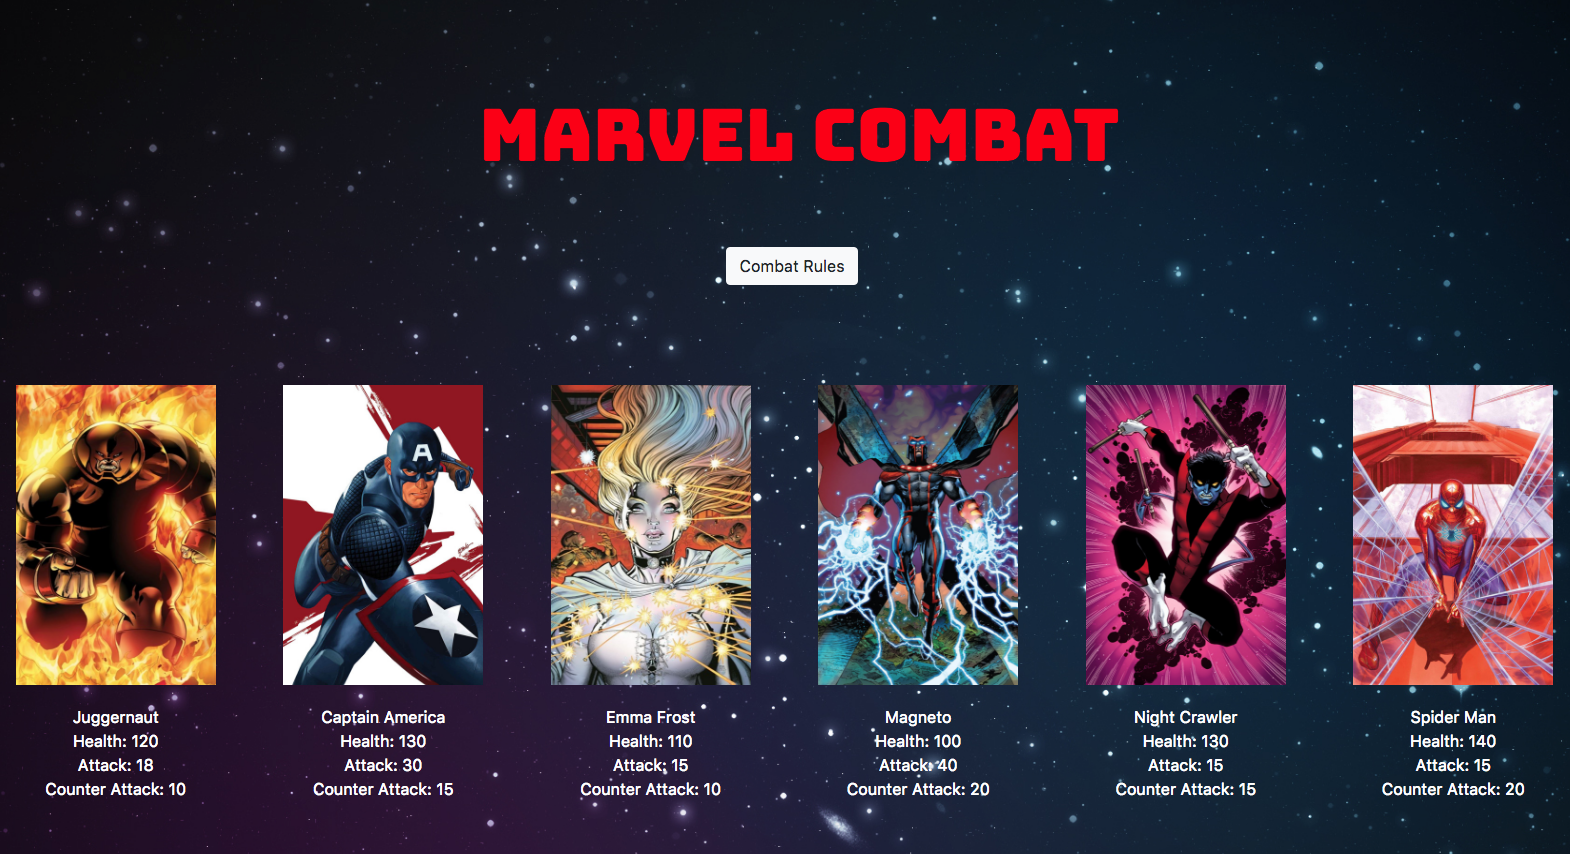 MARVEL COMBAT
Combat Rules
A
Juggernaut
Health: 120
Attack: 18
Counter Attack: 10
Captain America
Health: 130
Attack: 30
Counter Attack: 15
Emma Frost
Health: 110
Attack: 15
Counter Attack: 10
Magneto
Health: 100
Attack: 40
Counter Attack: 20
Night Crawler
Health: 130
Attack: 15
Counter Attack: 15
Spider Man
Health: 140
Attack: 15
Counter Attack: 20